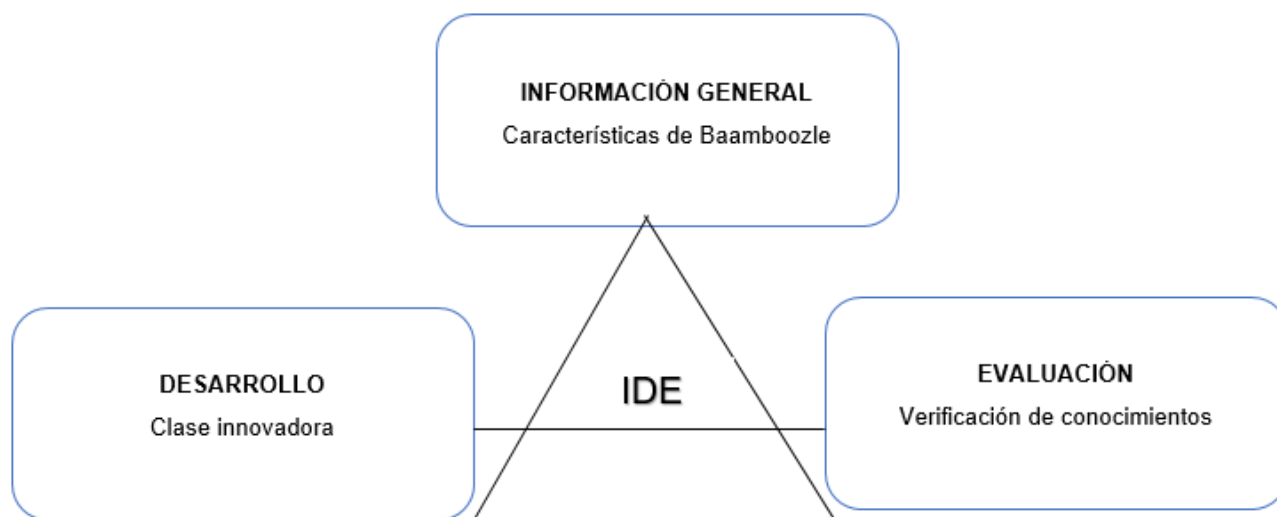 INFORMACIÓN GENERAL
Características de Baamboozle
DESARROLLO
Clase innovadora
IDE
EVALUACIÓN
Verificación de conocimientos